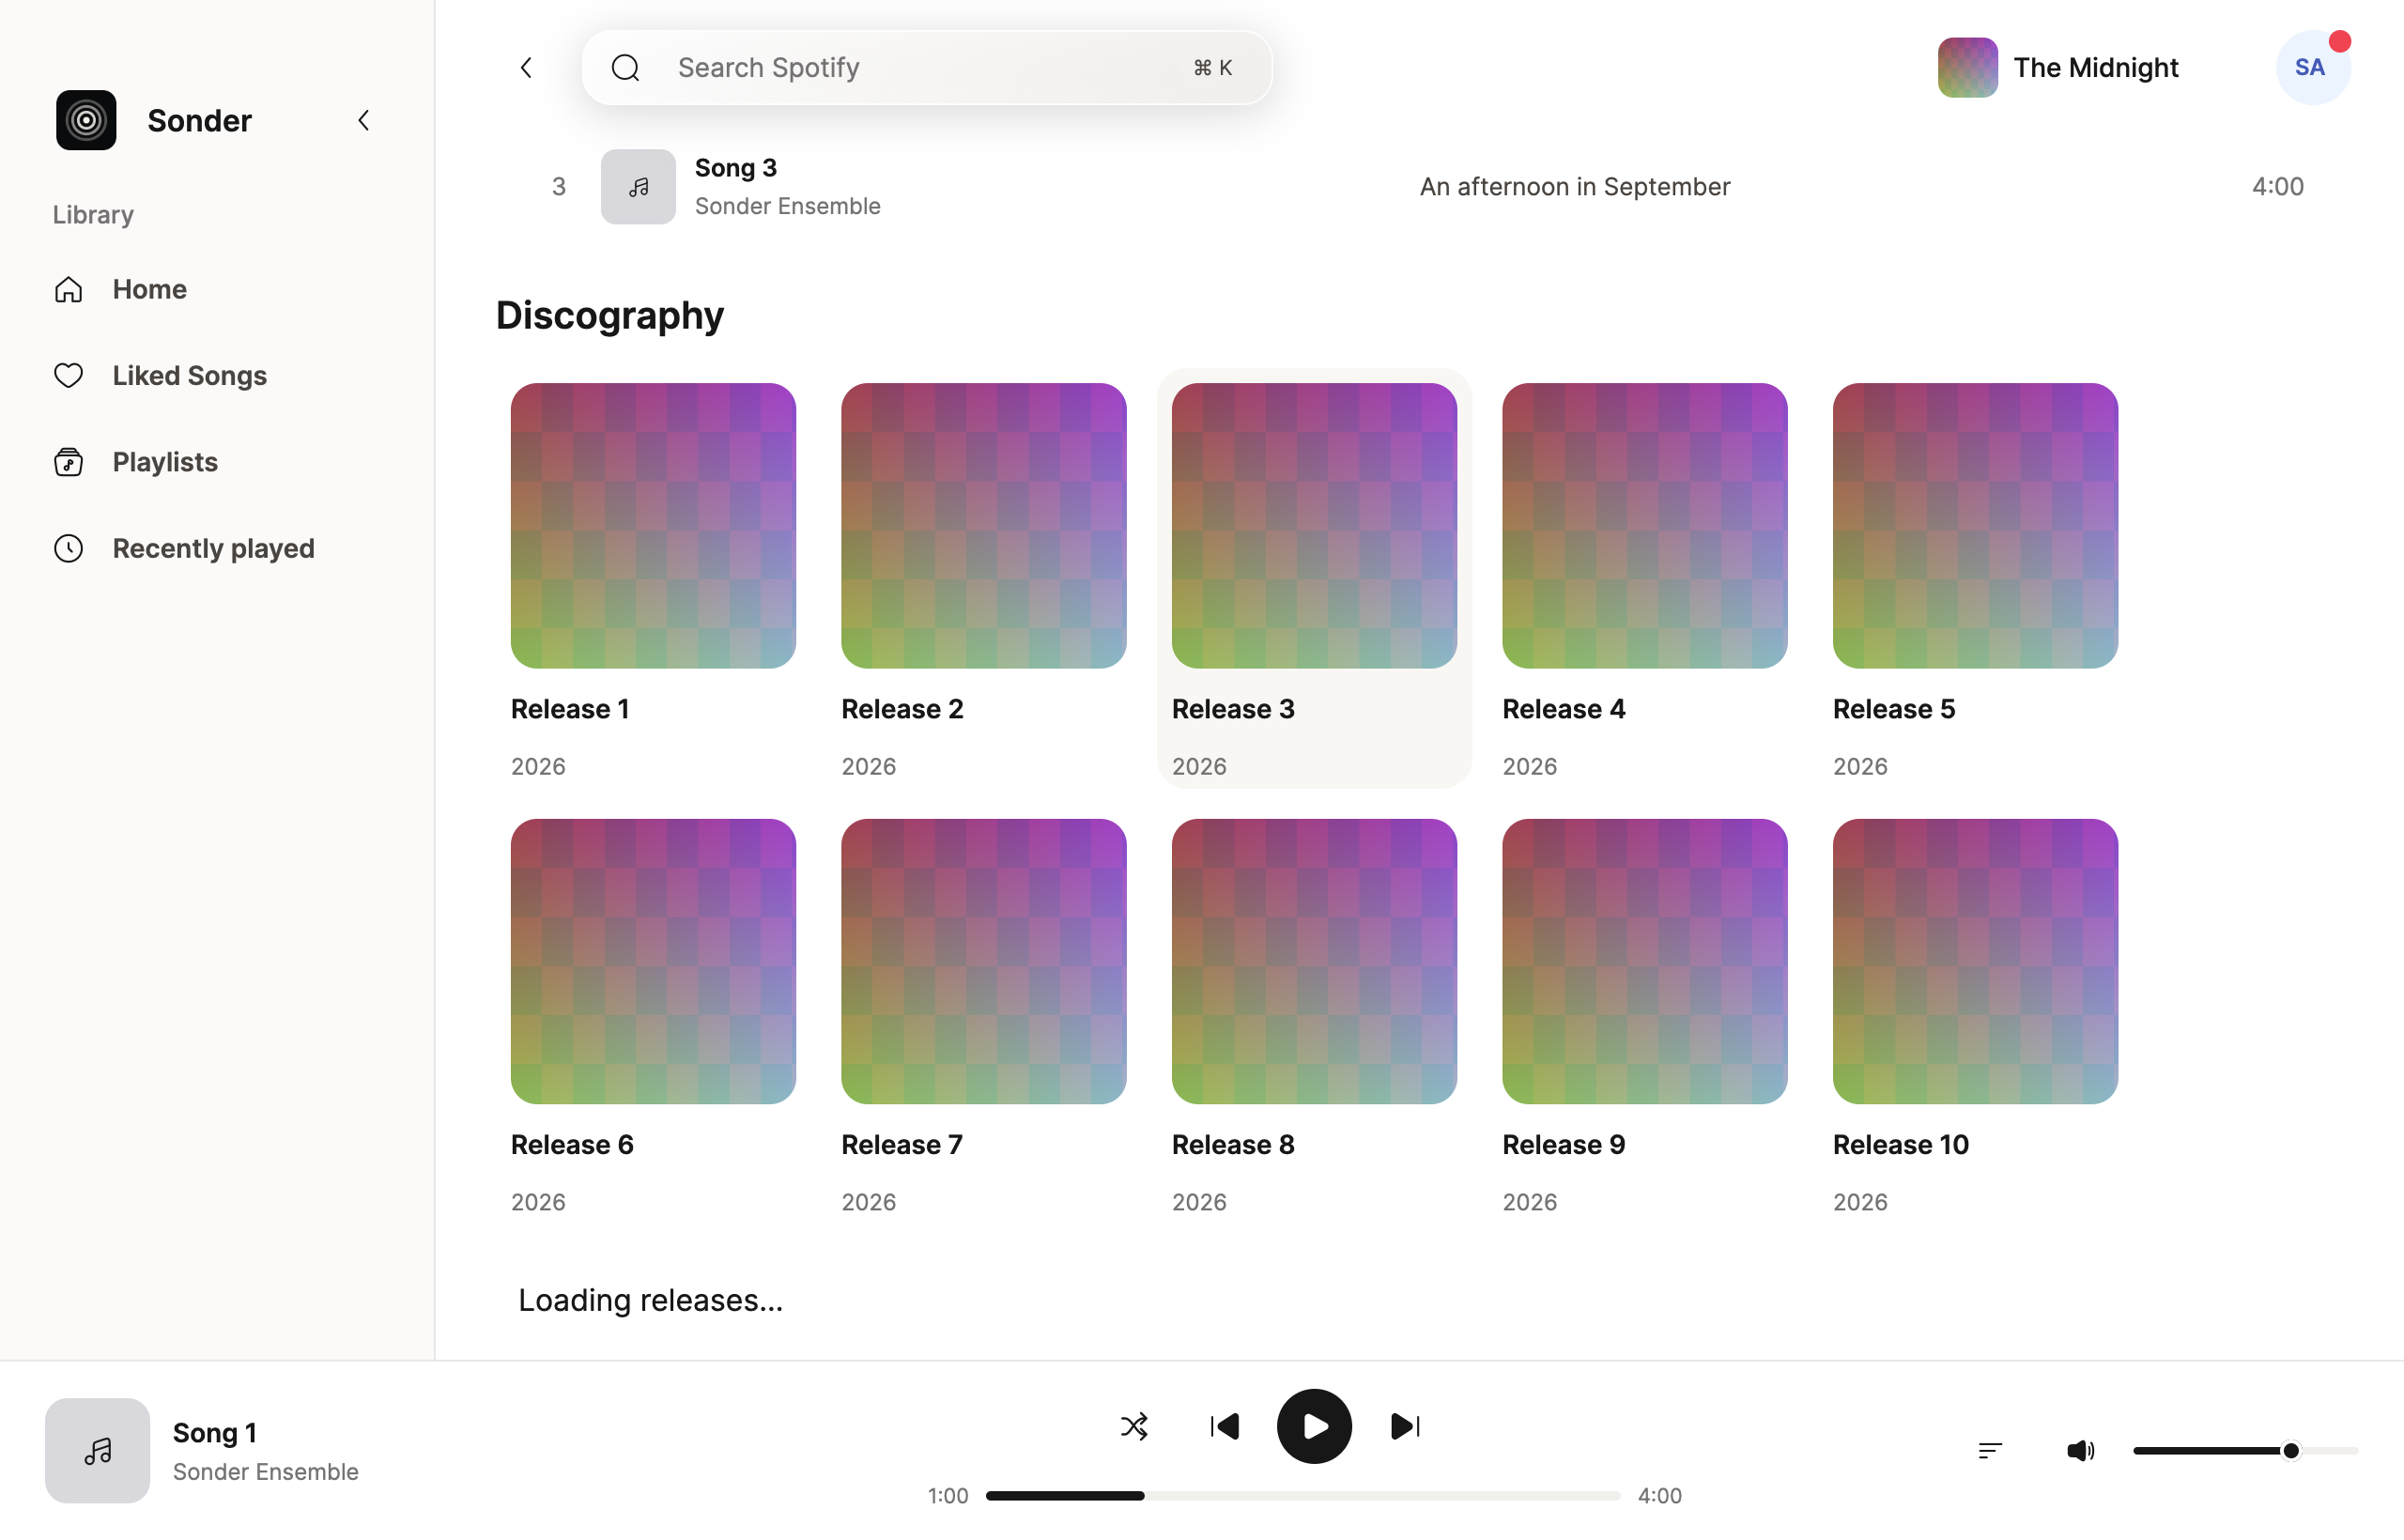 Sonder
Library
Home
Liked Songs
Playlists
Recently played
Search Spotify
⌘ K
The Midnight
SA
3
Song 3
Sonder Ensemble
An afternoon in September
4:00
Discography
Release 1
2026
Release 2
2026
Release 3
2026
Release 4
2026
Release 5
2026
Release 6
2026
Release 7
2026
Release 8
2026
Release 9
2026
Release 10
2026
Loading releases...
Song 1
Sonder Ensemble
1:00
4:00